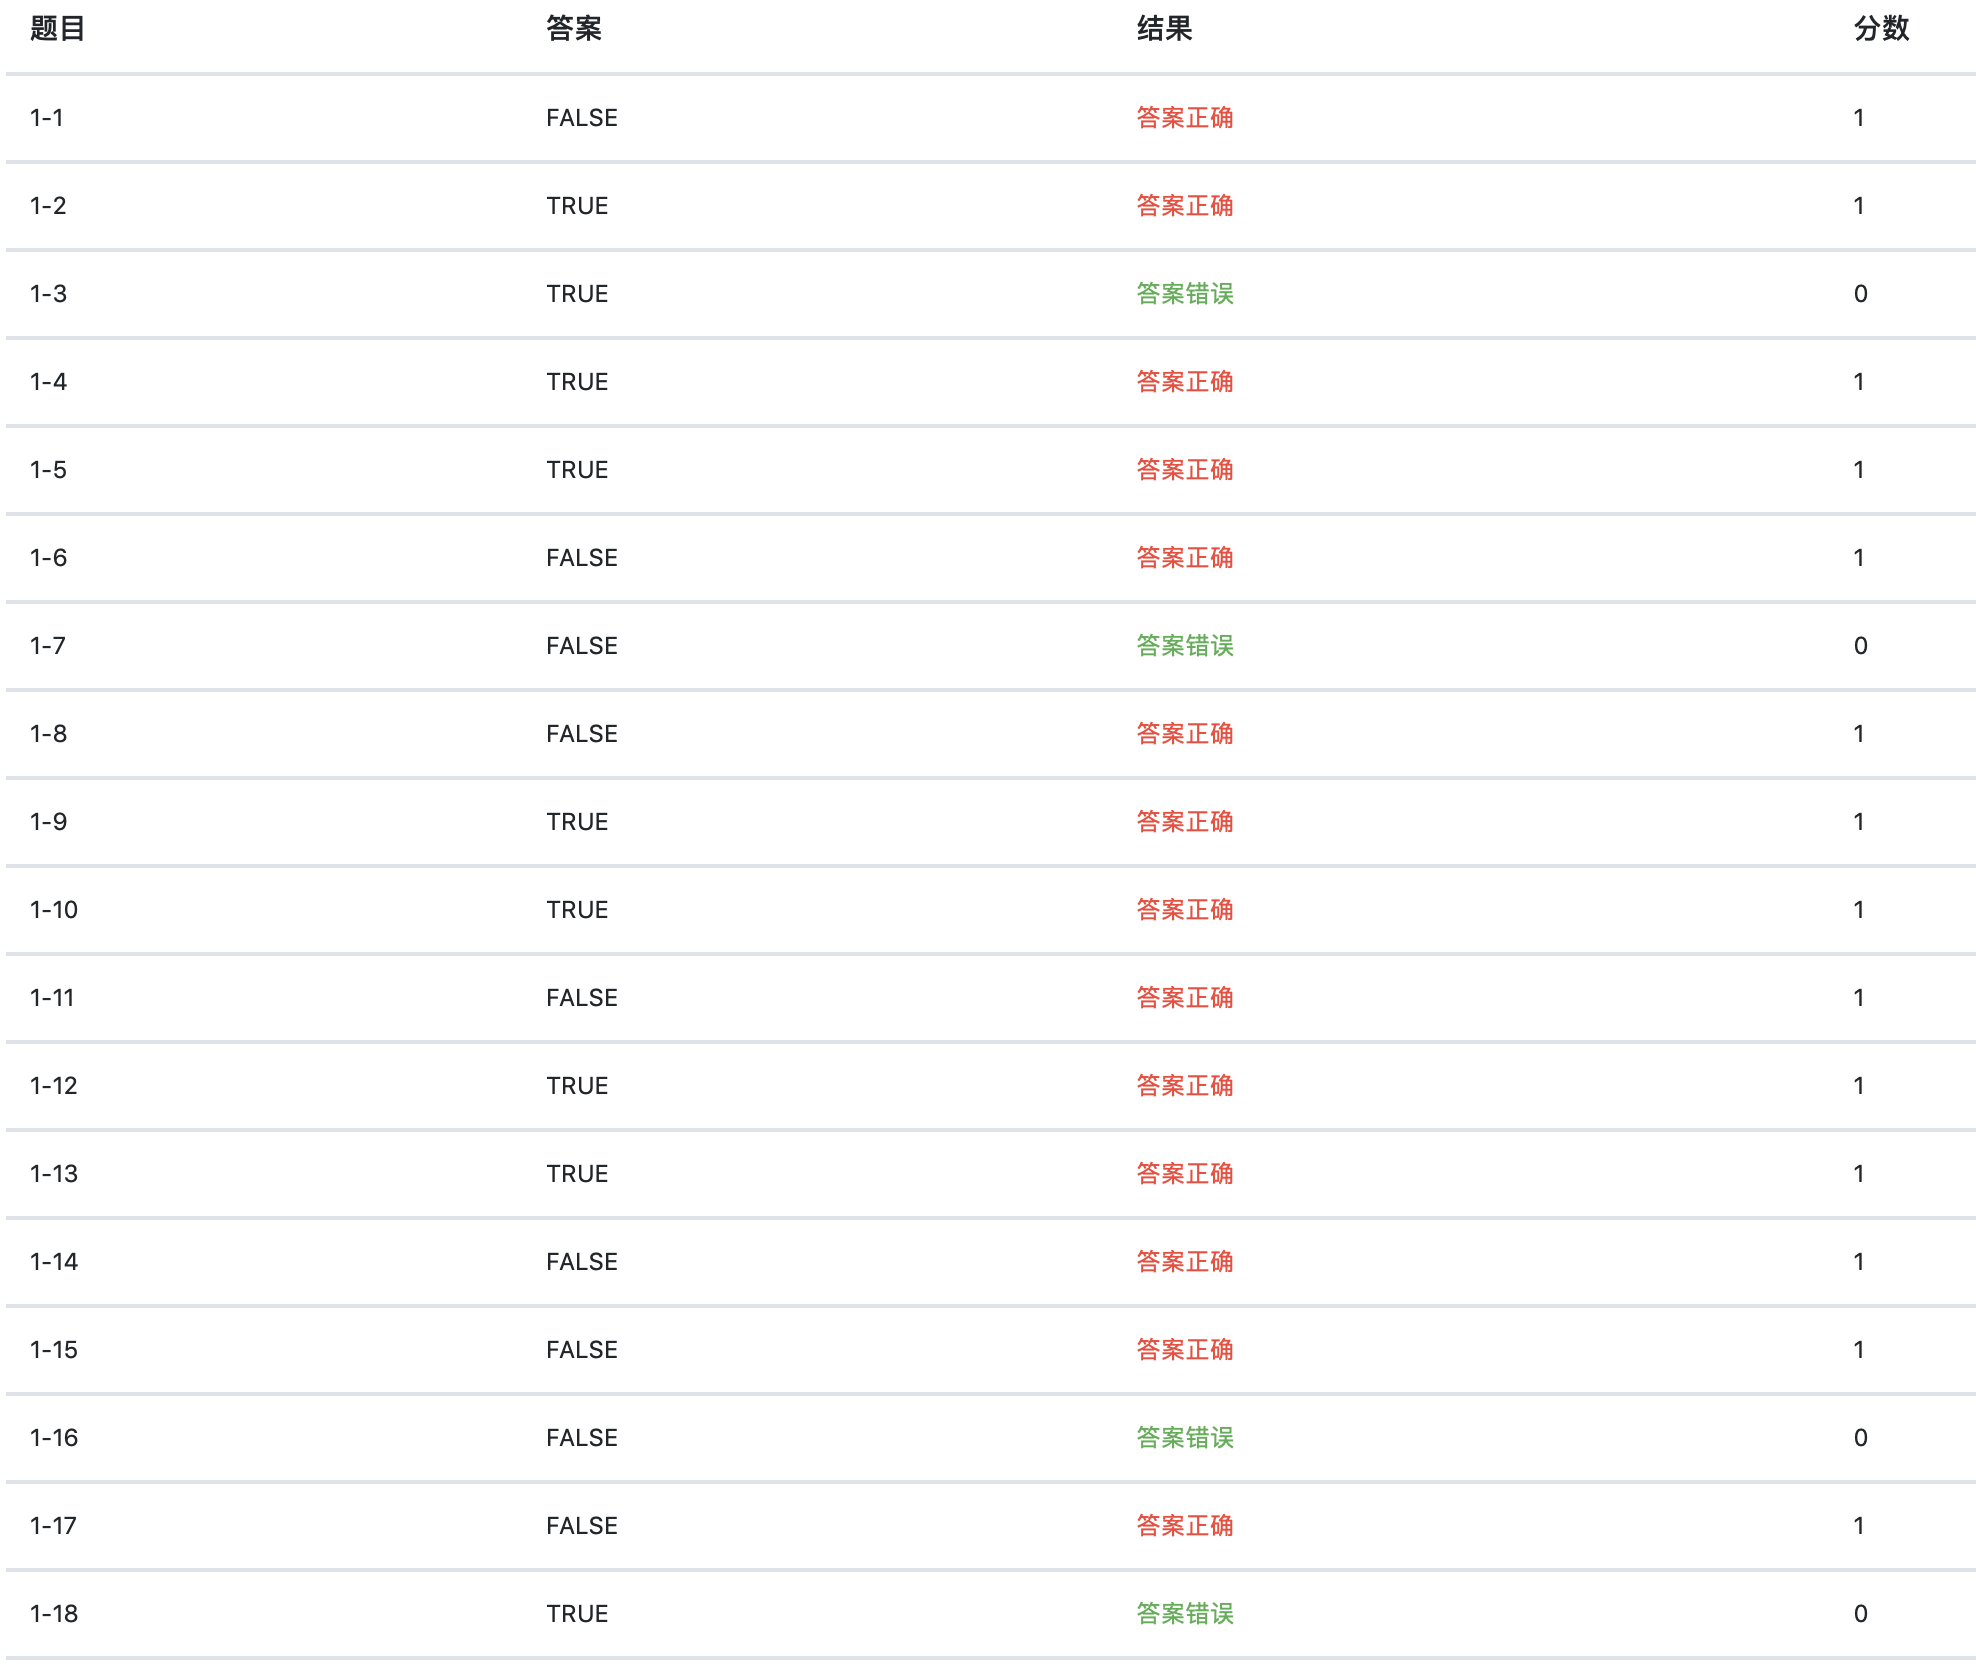 题目 答案 结果 分数
1-1 FALSE 答案正确 1
1-2 TRUE 答案正确 1
1-3 TRUE 答案错误 0
1-4 TRUE 答案正确 1
1-5 TRUE 答案正确 1
1-6 FALSE 答案正确 1
1-7 FALSE 答案错误 0
1-8 FALSE 答案正确 1
1-9 TRUE 答案正确 1
1-10 TRUE 答案正确 1
1-11 FALSE 答案正确 1
1-12 TRUE 答案正确 1
1-13 TRUE 答案正确 1
1-14 FALSE 答案正确 1
1-15 FALSE 答案正确 1
1-16 FALSE 答案错误 0
1-17 FALSE 答案正确 1
1-18 TRUE 答案错误 0